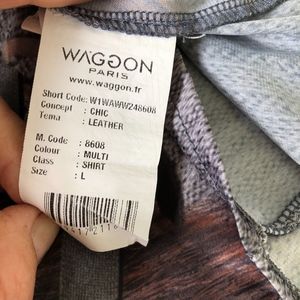 WAGGON
PARIS
www.waggon.fr
Short Code: W1WAWW248608
Concept : CHIC
Tema : LEATHER
M. Code : 8608
Colour : MULTI
Class : SHIRT
Size : L